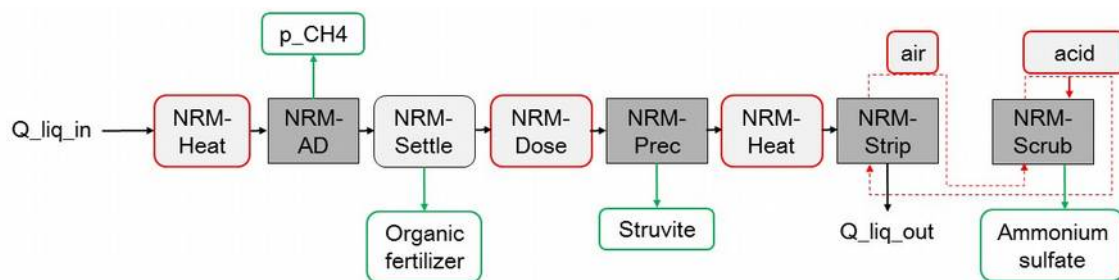 p_CH4
air
acid
Q_liq_in
NRM-
Heat
NRM-
AD
NRM-
Settle
NRM-
Dose
NRM-
Prec
NRM-
Heat
NRM-
Strip
NRM-
Scrub
Organic
fertilizer
Struvite
Q_liq_out
Ammonium
sulfate